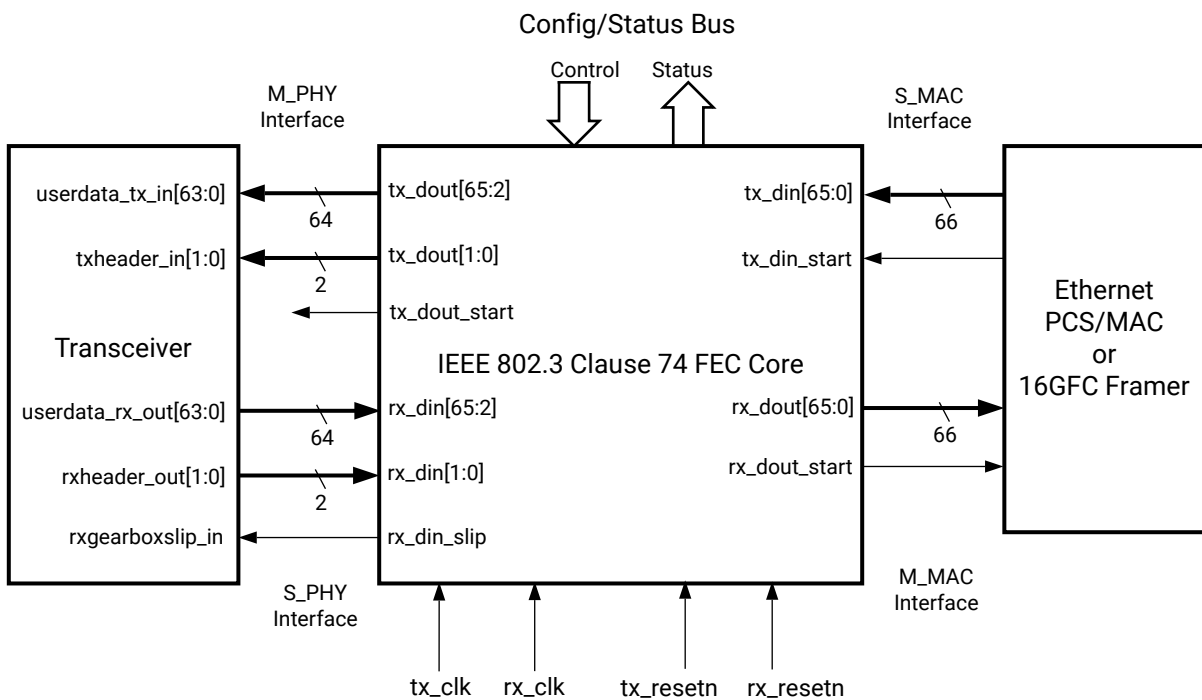 Config/Status Bus
Control
Status
M_PHY
Interface
S_MAC
Interface
userdata_tx_in[63:0]
64
tx_dout[65:2]
tx_din[65:0]
66
txheader_in[1:0]
2
tx_dout[1:0]
tx_din_start
tx_dout_start
Transceiver
IEEE 802.3 Clause 74 FEC Core
Ethernet
PCS/MAC
or
16GFC Framer
userdata_rx_out[63:0]
64
rx_din[65:2]
rx_dout[65:0]
66
rxheader_out[1:0]
2
rx_din[1:0]
rx_dout_start
rxgearboxslip_in
rx_din_slip
S_PHY
Interface
M_MAC
Interface
tx_clk
rx_clk
tx_resetn
rx_resetn